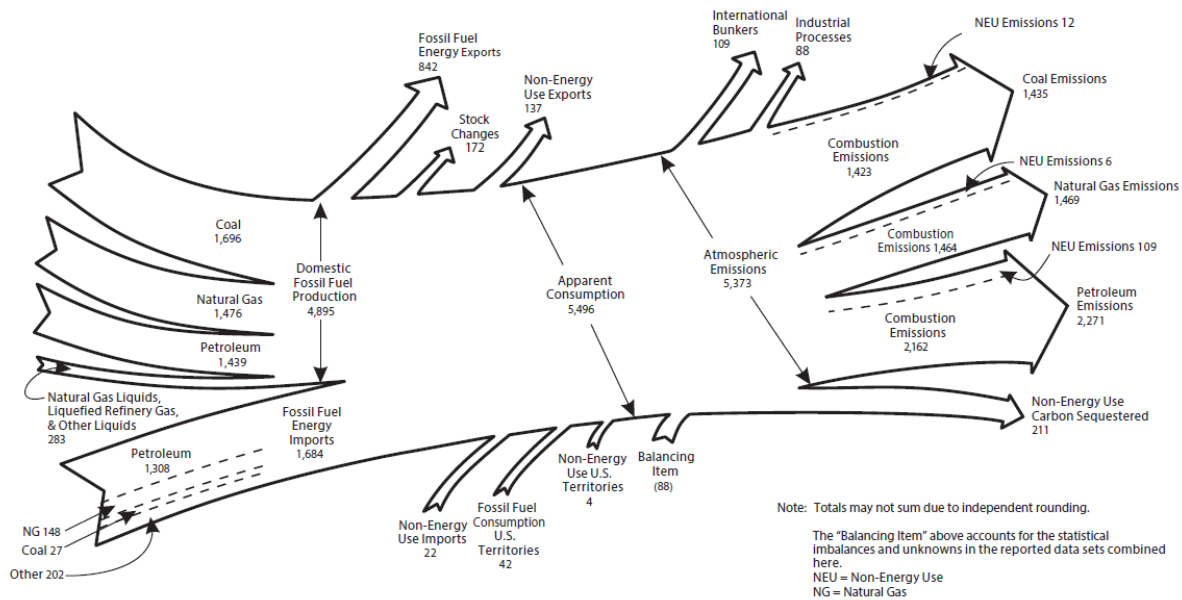 Fossil Fuel
Energy Exports
842
Stock
Changes
172
Non-Energy
Use Exports
137
International
Bunkers
109
Industrial
Processes
88
NEU Emissions 12
Coal Emissions
1,435
Combustion
Emissions
1,423
NEU Emissions 6
Natural Gas Emissions
1,469
Combustion
Emissions 1,464
NEU Emissions 109
Petroleum
Emissions
2,271
Combustion
Emissions
2,162
Non-Energy Use
Carbon Sequestered
211
Coal
1,696
Natural Gas
1,476
Petroleum
1,439
Domestic
Fossil Fuel
Production
4,895
Apparent
Consumption
5,496
Atmospheric
Emissions
5,373
Natural Gas Liquids,
Liquefied Refinery Gas,
& Other Liquids
283
Fossil Fuel
Energy
Imports
1,684
Petroleum
1,308
NG 148
Coal 27
Other 202
Non-Energy
Use Imports
22
Fossil Fuel
Consumption
U.S.
Territories
42
Non-Energy
Use U.S.
Territories
4
Balancing
Item
(88)
Note: Totals may not sum due to independent rounding.
The “Balancing Item” above accounts for the statistical
imbalances and unknowns in the reported data sets combined
here.
NEU = Non-Energy Use
NG = Natural Gas